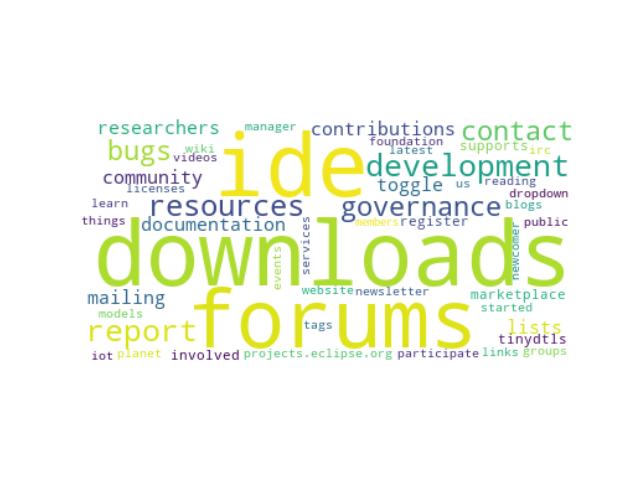 researchers manager contributions contact
bugs wiki ide foundation supports irc
videos latest development
community licenses toggle us reading
learn resources governance dropdown blogs
things documentation members register public
downloads
events services newcomer
mailing website newsletter marketplace
models forums started
report tags lists
tinydtls
iot planet involved projects.eclipse.org participate links groups